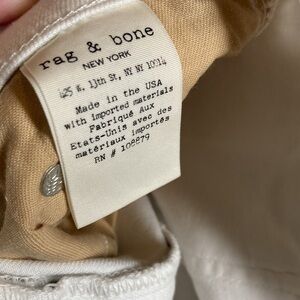 rag & bone
NEW YORK
425 W. 13th St, NY NY 10014
Made in the USA
with imported materials
Fabriqué Aux
Etats-Unis avec des
matériaux importés
RN # 108879